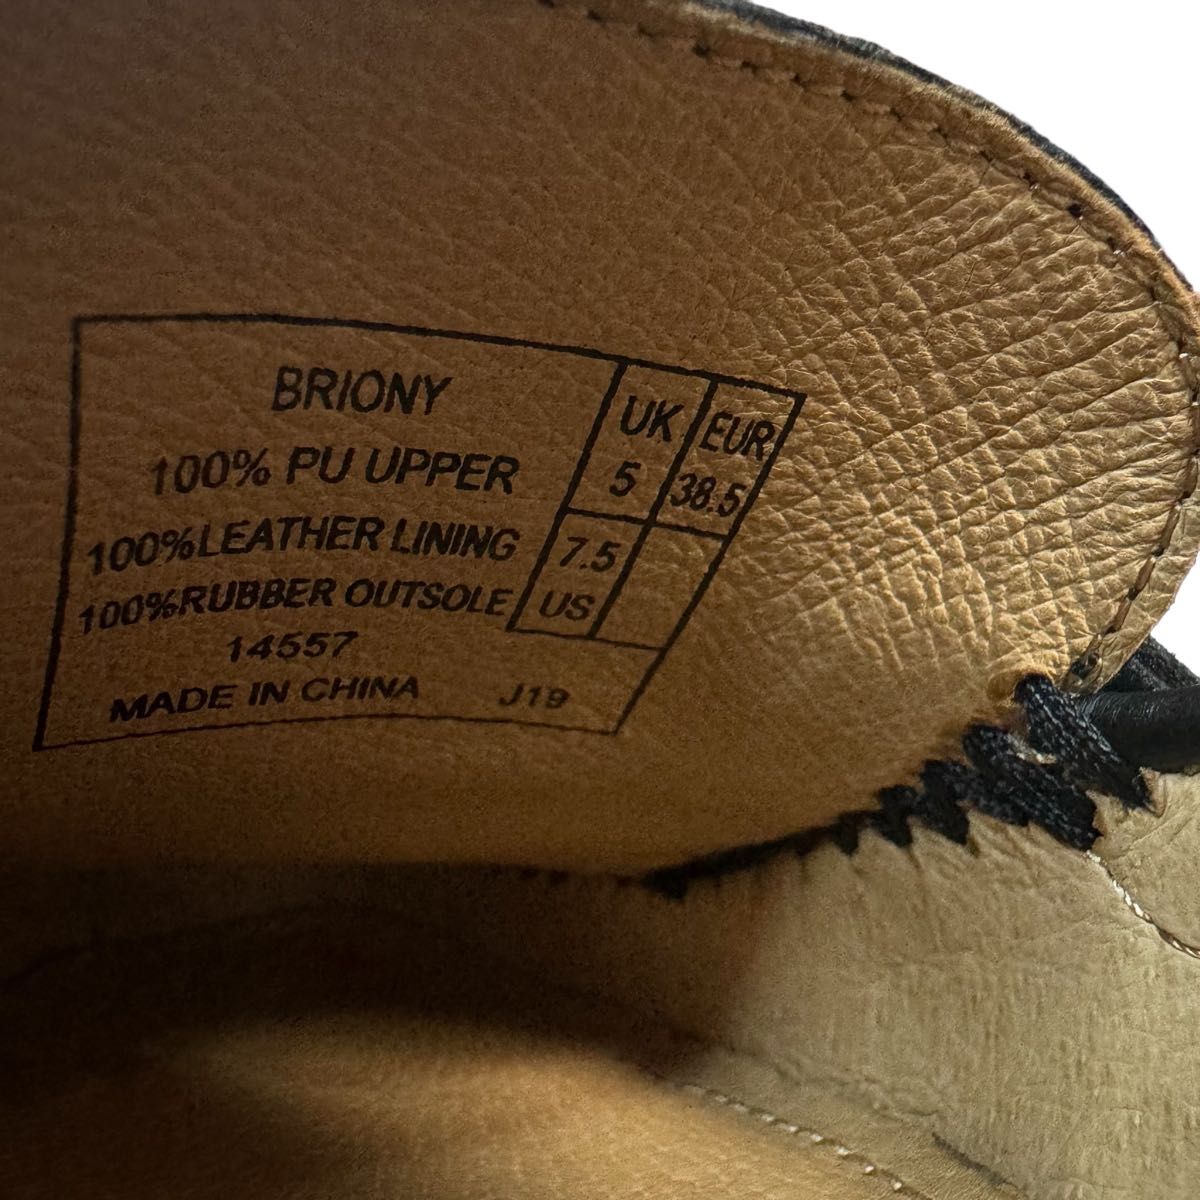 BRIONY
100% PU UPPER
100%LEATHER LINING
100%RUBBER OUTSOLE
14557
MADE IN CHINA J19
UK EUR
5 38.5
7.5
US